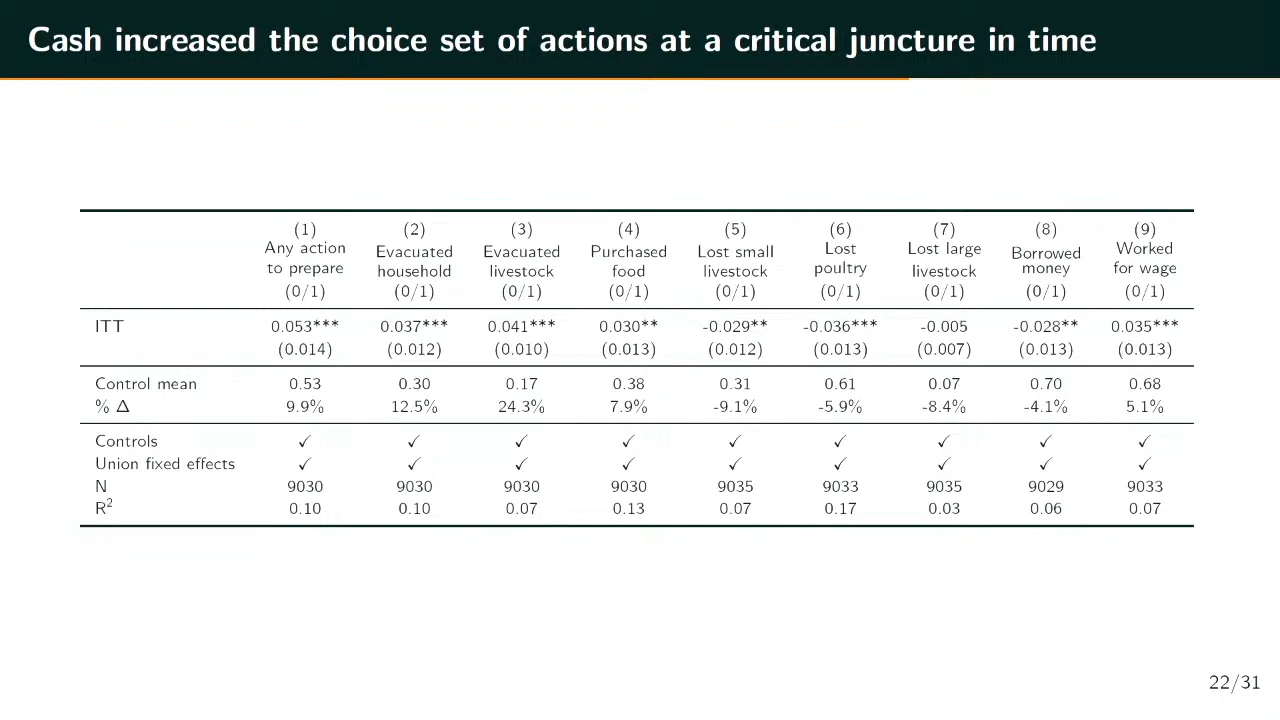 Cash increased the choice set of actions at a critical juncture in time
(1) (2) (3) (4) (5) (6) (7) (8) (9)
Any action Evacuated Evacuated Purchased Lost small Lost Lost large Borrowed Worked
to prepare household livestock food livestock poultry livestock money for wage
(0/1) (0/1) (0/1) (0/1) (0/1) (0/1) (0/1) (0/1) (0/1)
ITT 0.053*** 0.037*** 0.041*** 0.030** -0.029** -0.036*** -0.005 -0.028** 0.035***
(0.014) (0.012) (0.010) (0.013) (0.012) (0.013) (0.007) (0.013) (0.013)
Control mean 0.53 0.30 0.17 0.38 0.31 0.61 0.07 0.70 0.68
% Δ 9.9% 12.5% 24.3% 7.9% -9.1% -5.9% -8.4% -4.1% 5.1%
Controls ✓ ✓ ✓ ✓ ✓ ✓ ✓ ✓ ✓
Union fixed effects ✓ ✓ ✓ ✓ ✓ ✓ ✓ ✓ ✓
N 9030 9030 9030 9030 9035 9033 9035 9029 9033
R² 0.10 0.10 0.07 0.13 0.07 0.17 0.03 0.06 0.07
22/31